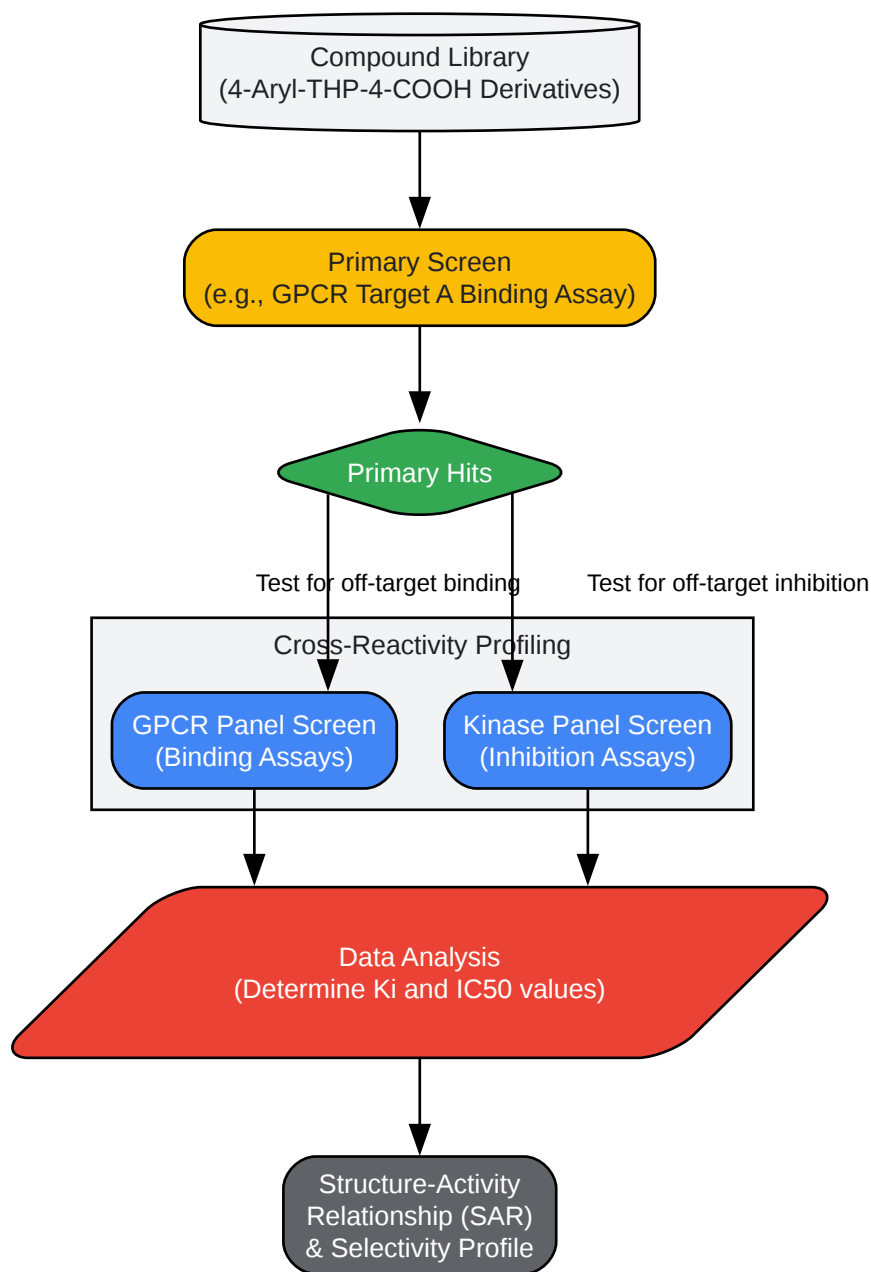 Compound Library
(4-Aryl-THP-4-COOH Derivatives)
Primary Screen
(e.g., GPCR Target A Binding Assay)
Primary Hits
Test for off-target binding
Test for off-target inhibition
Cross-Reactivity Profiling
GPCR Panel Screen
(Binding Assays)
Kinase Panel Screen
(Inhibition Assays)
Data Analysis
(Determine Ki and IC50 values)
Structure-Activity
Relationship (SAR)
& Selectivity Profile